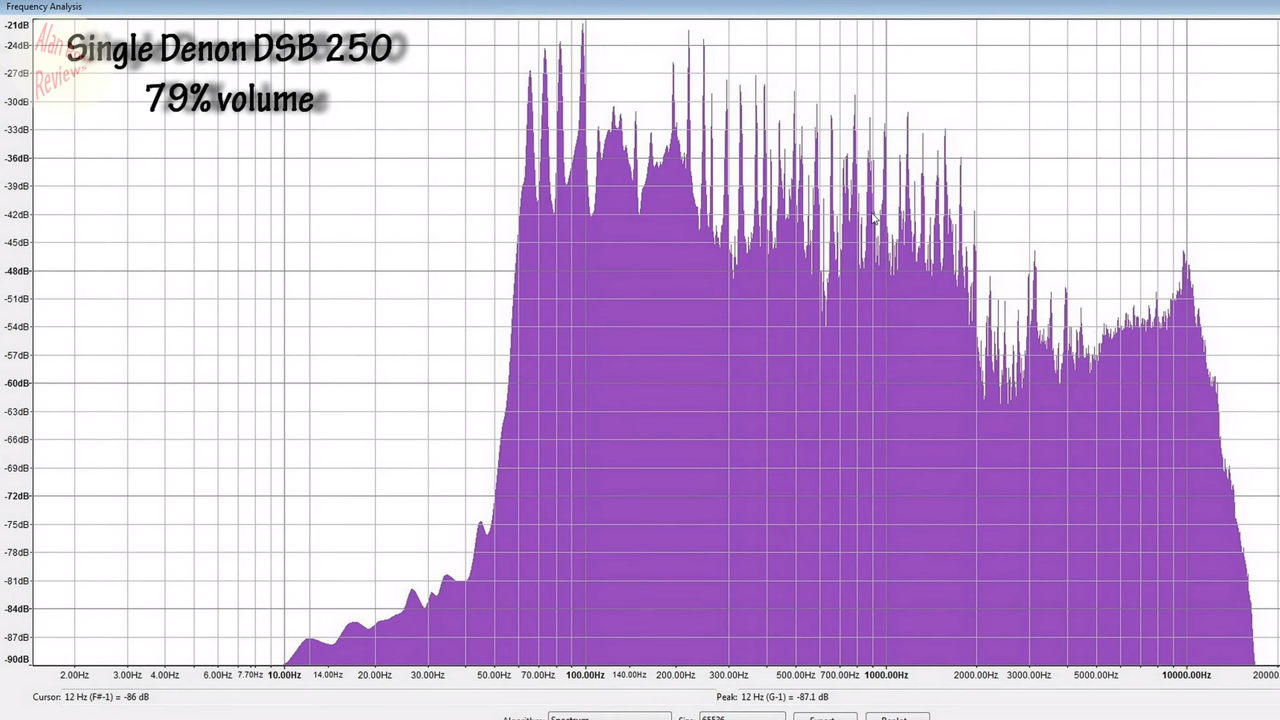 Frequency Analysis
Single Denon DSB 250
79% volume
Reviews
-21dB
-24dB
-27dB
-30dB
-33dB
-36dB
-39dB
-42dB
-45dB
-48dB
-51dB
-54dB
-57dB
-60dB
-63dB
-66dB
-69dB
-72dB
-75dB
-78dB
-81dB
-84dB
-87dB
-90dB
2.00Hz 3.00Hz 4.00Hz 6.00Hz 7.70Hz 10.00Hz 14.00Hz 20.00Hz 30.00Hz 50.00Hz 70.00Hz 100.00Hz 140.00Hz 200.00Hz 300.00Hz 500.00Hz 700.00Hz 1000.00Hz 2000.00Hz 3000.00Hz 5000.00Hz 10000.00Hz 20000
Cursor: 12 Hz (F#-1) = -86 dB Peak: 12 Hz (G-1) = -87.1 dB
Spectrum 65536